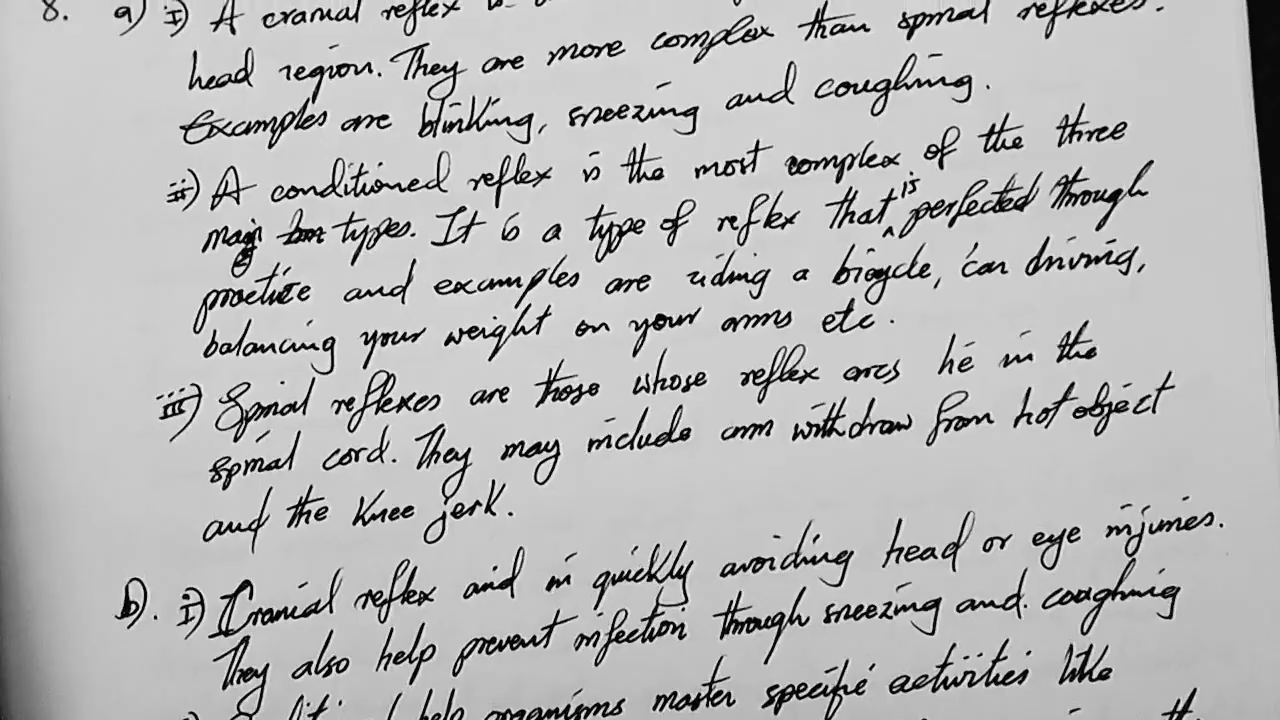 8. a) i) A cranial reflex is
head region. They are more complex than spinal reflexes.
Examples are blinking, sneezing and coughing.
ii) A conditioned reflex is the most complex of the three
major types. It is a type of reflex that is perfected through
practice and examples are riding a bicycle, car driving,
balancing your weight on your arms etc.
iii) Spinal reflexes are those whose reflex arcs lie in the
spinal cord. They may include arm withdraw from hot object
and the knee jerk.
b). i) Cranial reflex aid in quickly avoiding head or eye injuries.
They also help prevent infection through sneezing and coughing
help organisms master specific activities like
the